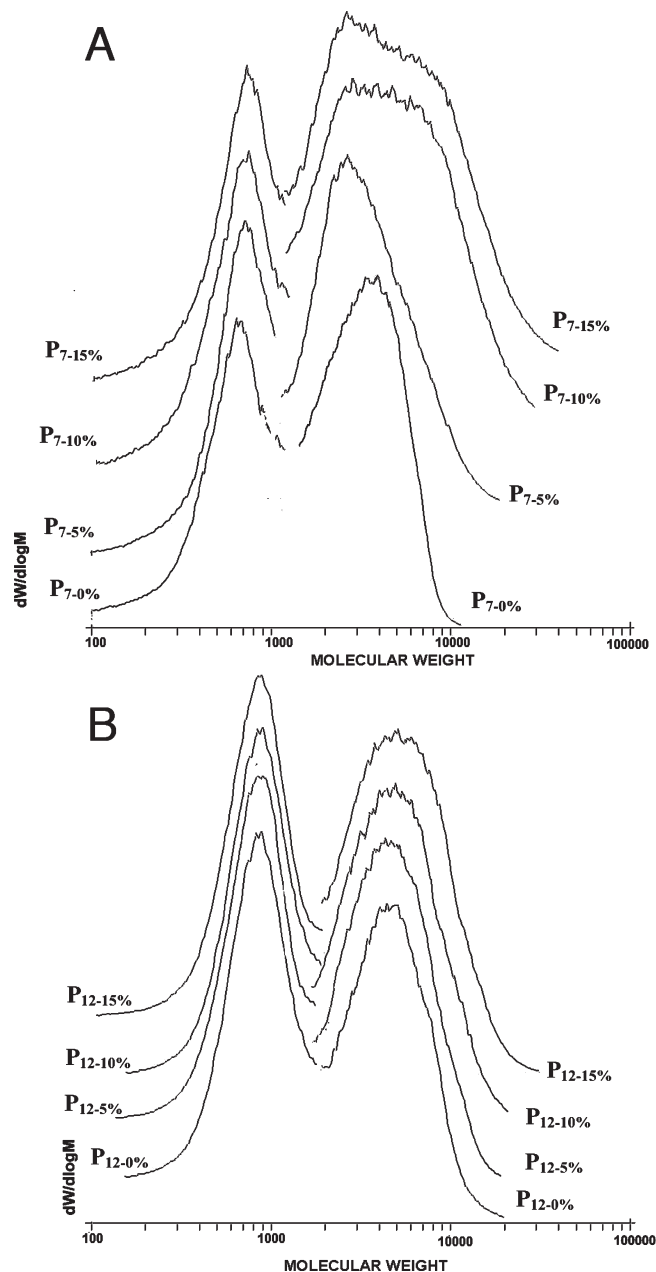 A
P7-15%
P7-15%
P7-10%
P7-10%
P7-5%
P7-5%
P7-0%
P7-0%
dW/dlogM
100 1000 10000 100000
MOLECULAR WEIGHT
B
P12-15%
P12-15%
P12-10%
P12-10%
P12-5%
P12-5%
P12-0%
P12-0%
dW/dlogM
100 1000 10000 100000
MOLECULAR WEIGHT